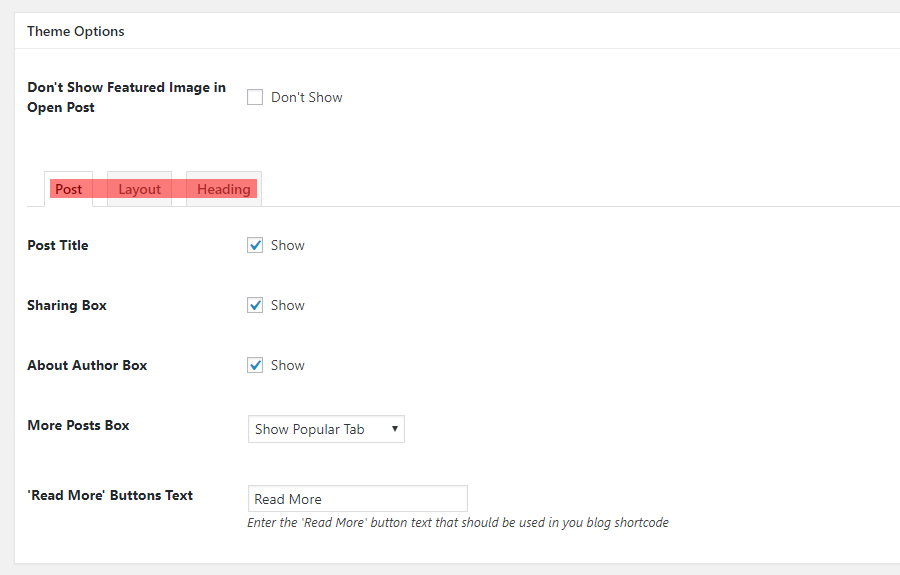 Theme Options
Don't Show Featured Image in
Open Post
Don't Show
Post Layout Heading
Post Title Show
Sharing Box Show
About Author Box Show
More Posts Box Show Popular Tab
'Read More' Buttons Text Read More
Enter the 'Read More' button text that should be used in you blog shortcode